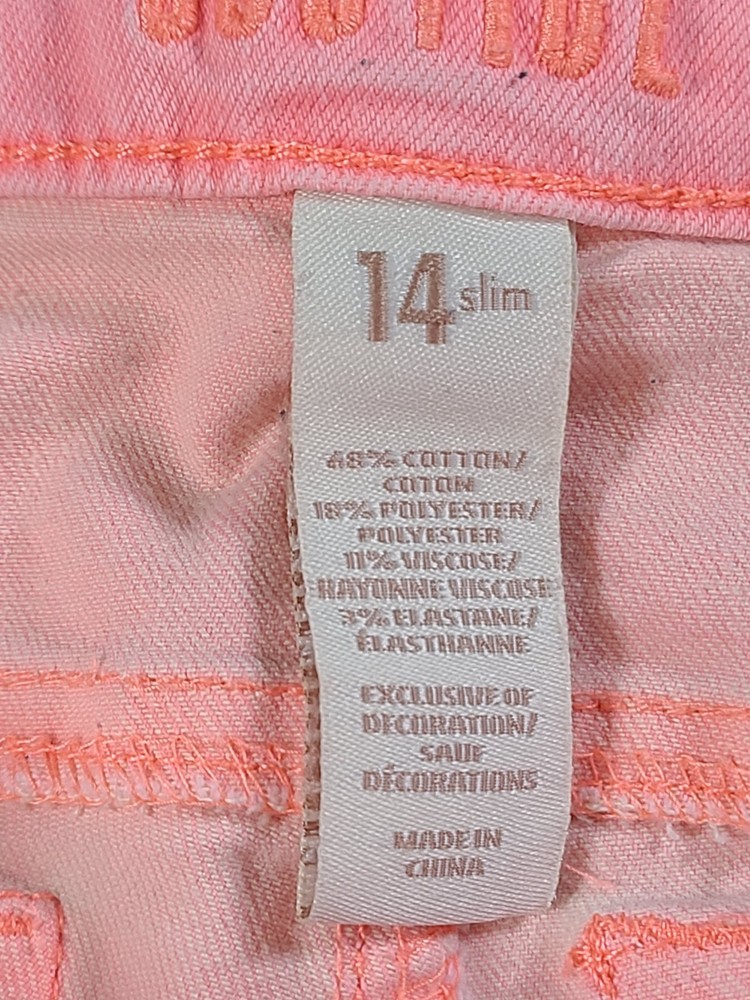 14 slim
68% COTTON/
COTON
18% POLYESTER/
POLYESTER
11% VISCOSE/
RAYONNE VISCOSE
3% ELASTANE/
ÉLASTHANNE
EXCLUSIVE OF
DECORATION/
SAUF
DÉCORATIONS
MADE IN
CHINA